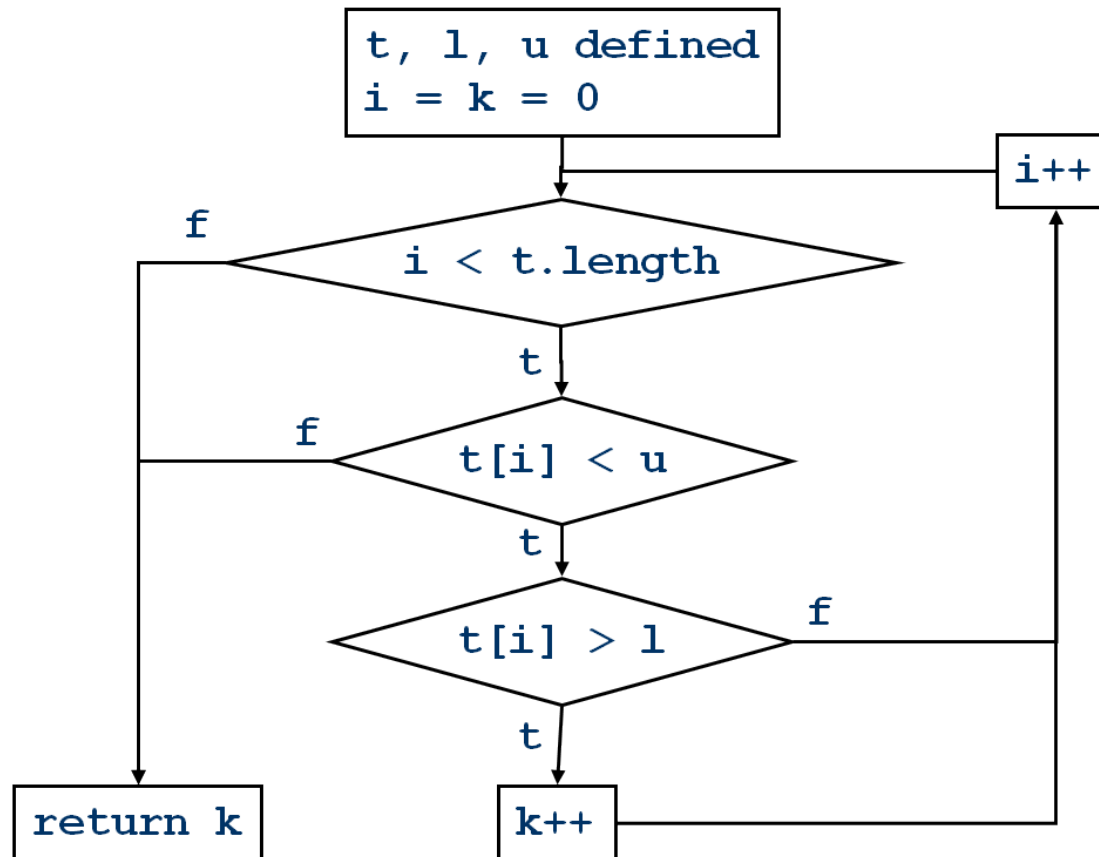 t, l, u defined
i = k = 0
i++
f
i < t.length
t
f
t[i] < u
t
t[i] > l
f
t
return k
k++